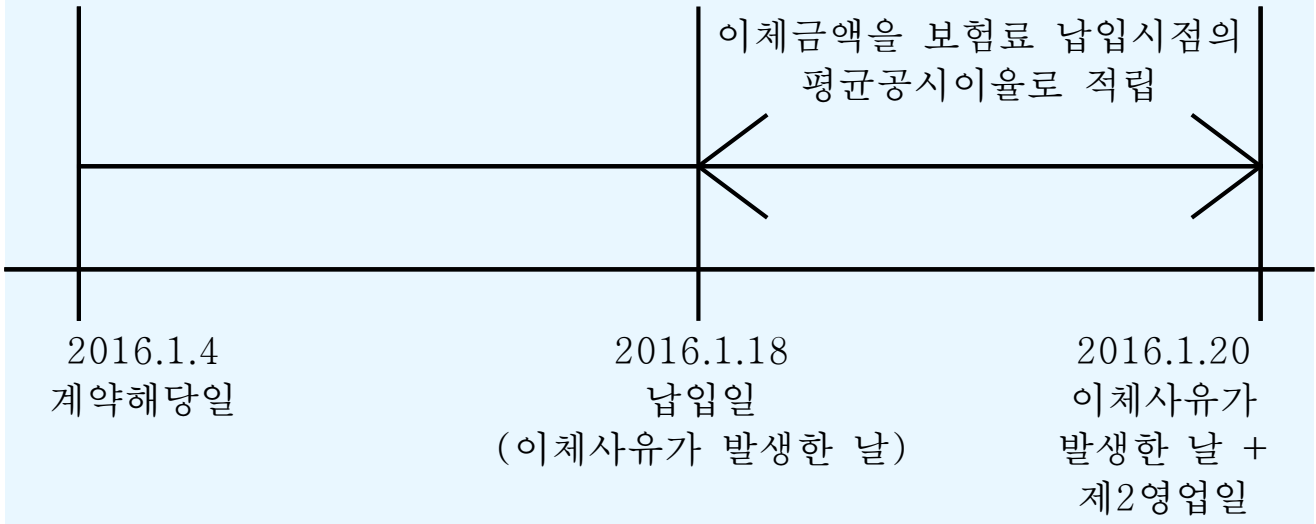 이체금액을 보험료 납입시점의
평균공시이율로 적립
2016.1.4
계약해당일
2016.1.18
납입일
(이체사유가 발생한 날)
2016.1.20
이체사유가
발생한 날 +
제2영업일